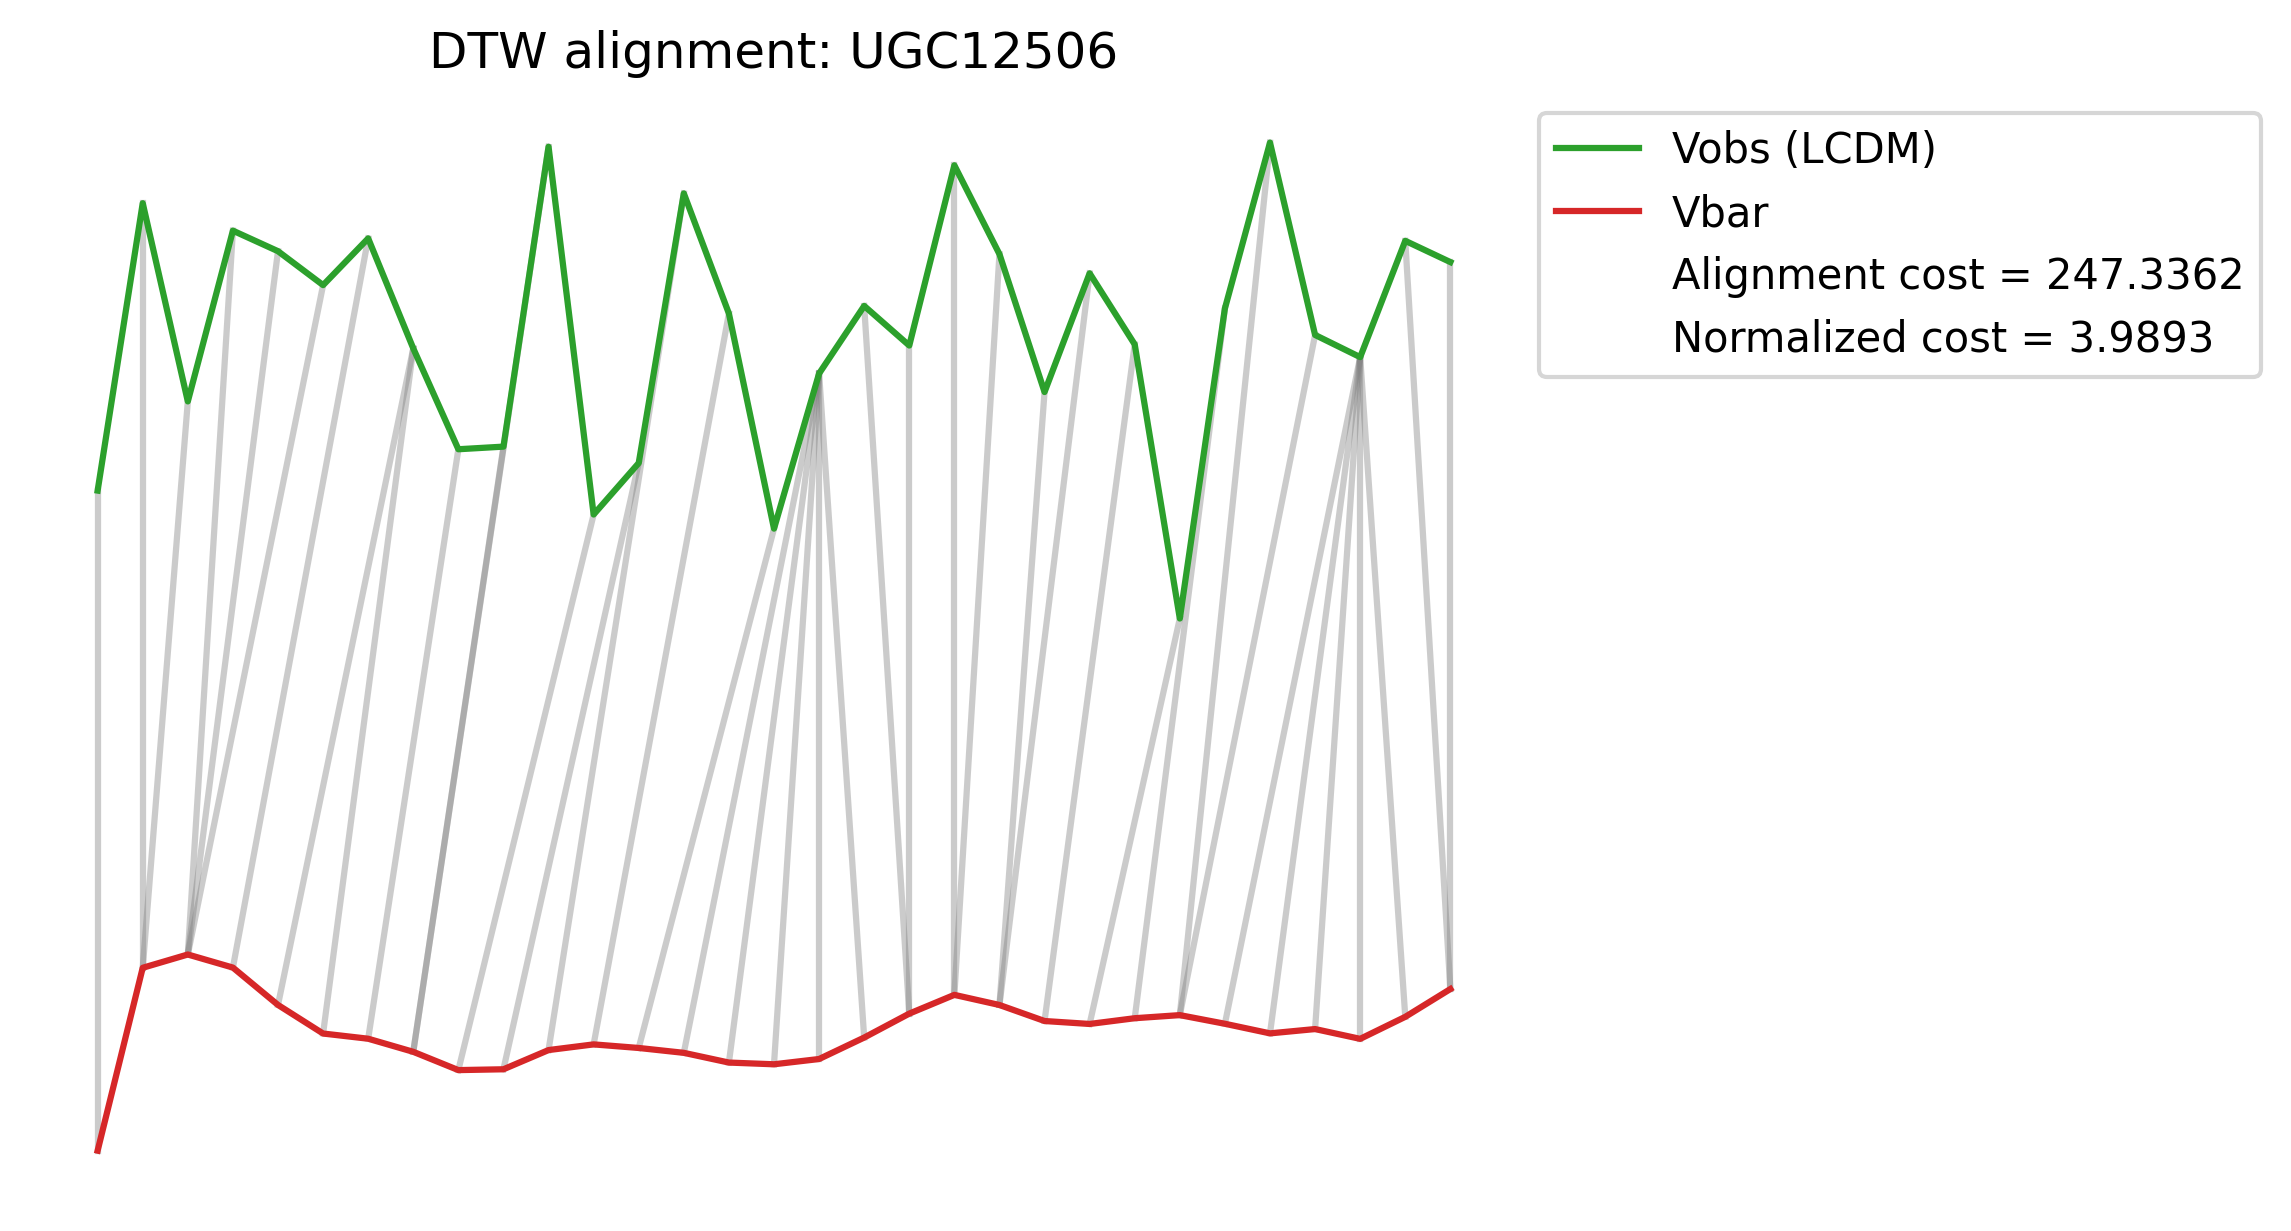 DTW alignment: UGC12506
Vobs (LCDM)
Vbar
Alignment cost = 247.3362
Normalized cost = 3.9893